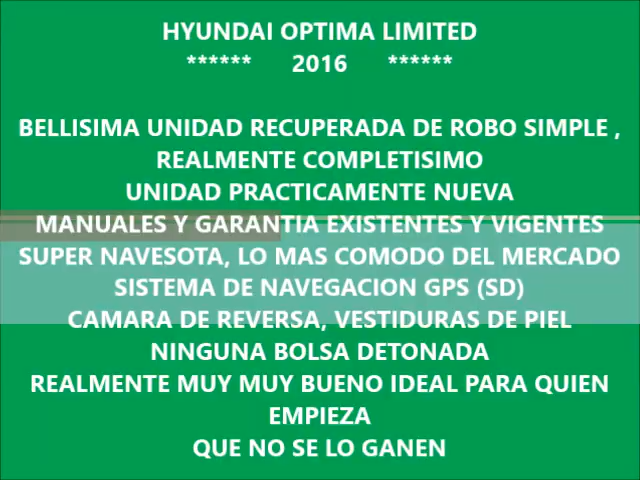 HYUNDAI OPTIMA LIMITED
****** 2016 ******
BELLISIMA UNIDAD RECUPERADA DE ROBO SIMPLE ,
REALMENTE COMPLETISIMO
UNIDAD PRACTICAMENTE NUEVA
MANUALES Y GARANTIA EXISTENTES Y VIGENTES
SUPER NAVESOTA, LO MAS COMODO DEL MERCADO
SISTEMA DE NAVEGACION GPS (SD)
CAMARA DE REVERSA, VESTIDURAS DE PIEL
NINGUNA BOLSA DETONADA
REALMENTE MUY MUY BUENO IDEAL PARA QUIEN
EMPIEZA
QUE NO SE LO GANEN